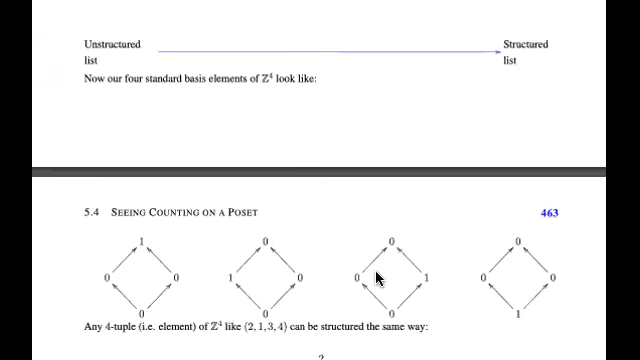 Unstructured Structured
list list
Now our four standard basis elements of ℤ⁴ look like:
5.4 SEEING COUNTING ON A POSET 463
1 0 0 0
0 0 1 0 0 1 0 0
0 0 0 1
Any 4-tuple (i.e. element) of ℤ⁴ like (2, 1, 3, 4) can be structured the same way: